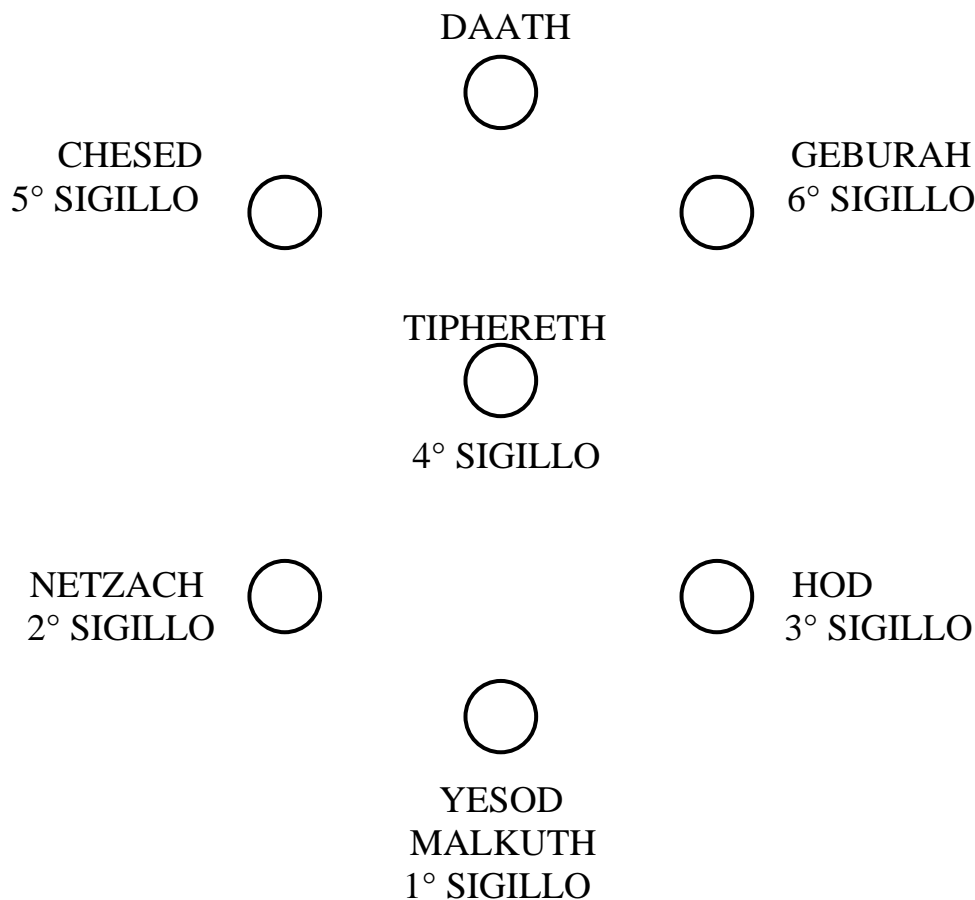 DAATH
CHESED
5° SIGILLO
GEBURAH
6° SIGILLO
TIPHERETH
4° SIGILLO
NETZACH
2° SIGILLO
HOD
3° SIGILLO
YESOD
MALKUTH
1° SIGILLO